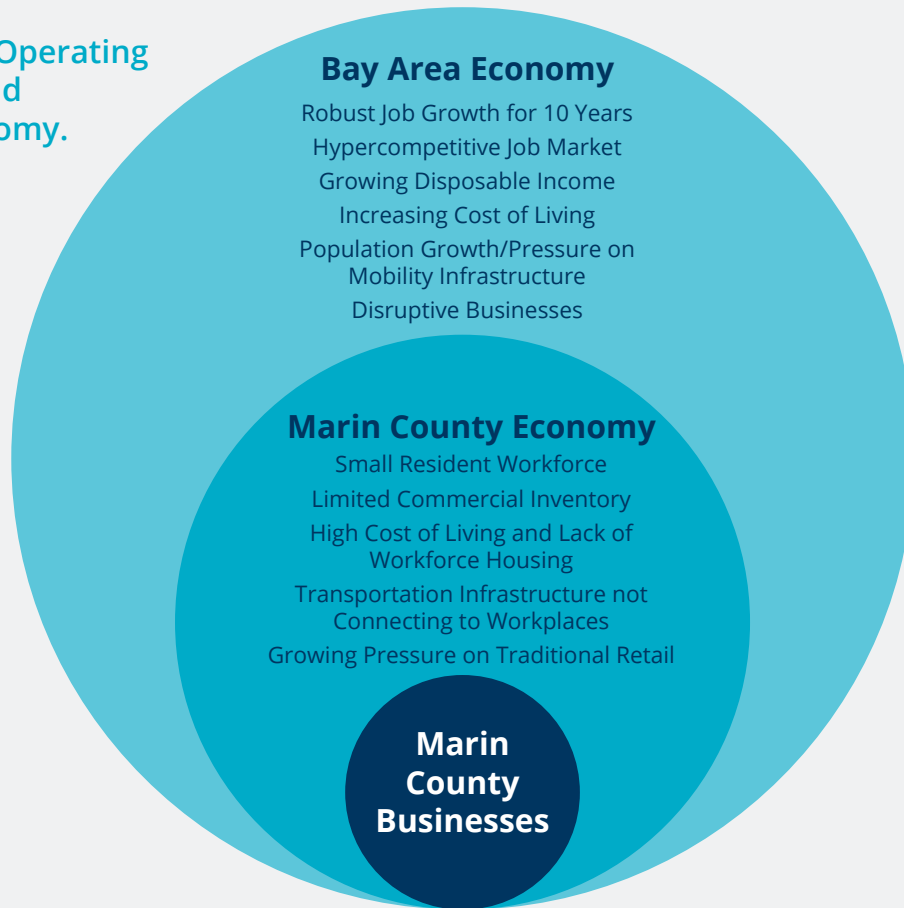 Operating
omy.
Bay Area Economy
Robust Job Growth for 10 Years
Hypercompetitive Job Market
Growing Disposable Income
Increasing Cost of Living
Population Growth/Pressure on
Mobility Infrastructure
Disruptive Businesses
Marin County Economy
Small Resident Workforce
Limited Commercial Inventory
High Cost of Living and Lack of
Workforce Housing
Transportation Infrastructure not
Connecting to Workplaces
Growing Pressure on Traditional Retail
Marin
County
Businesses